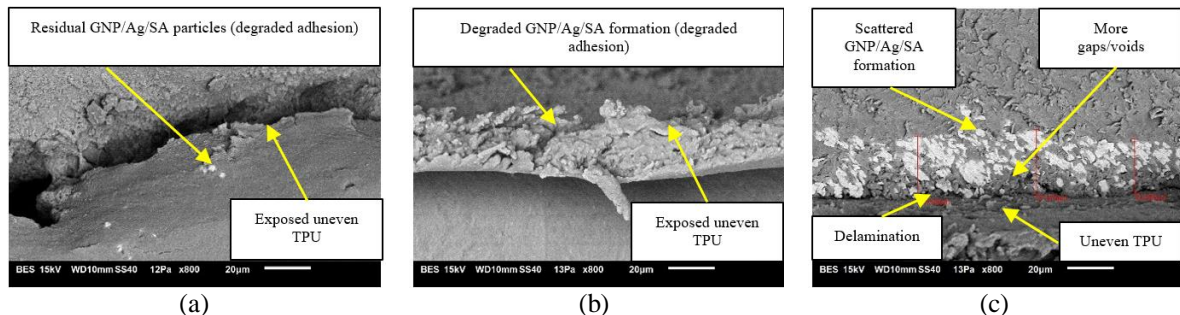 Residual GNP/Ag/SA particles (degraded adhesion)
Exposed uneven
TPU
BES 15kV WD10mm SS40 12Pa x800 20µm
(a)
Degraded GNP/Ag/SA formation (degraded
adhesion)
Exposed uneven
TPU
BES 15kV WD10mm SS40 13Pa x800 20µm
(b)
Scattered
GNP/Ag/SA
formation
More
gaps/voids
Delamination
Uneven TPU
BES 15kV WD10mm SS40 13Pa x800 20µm
(c)